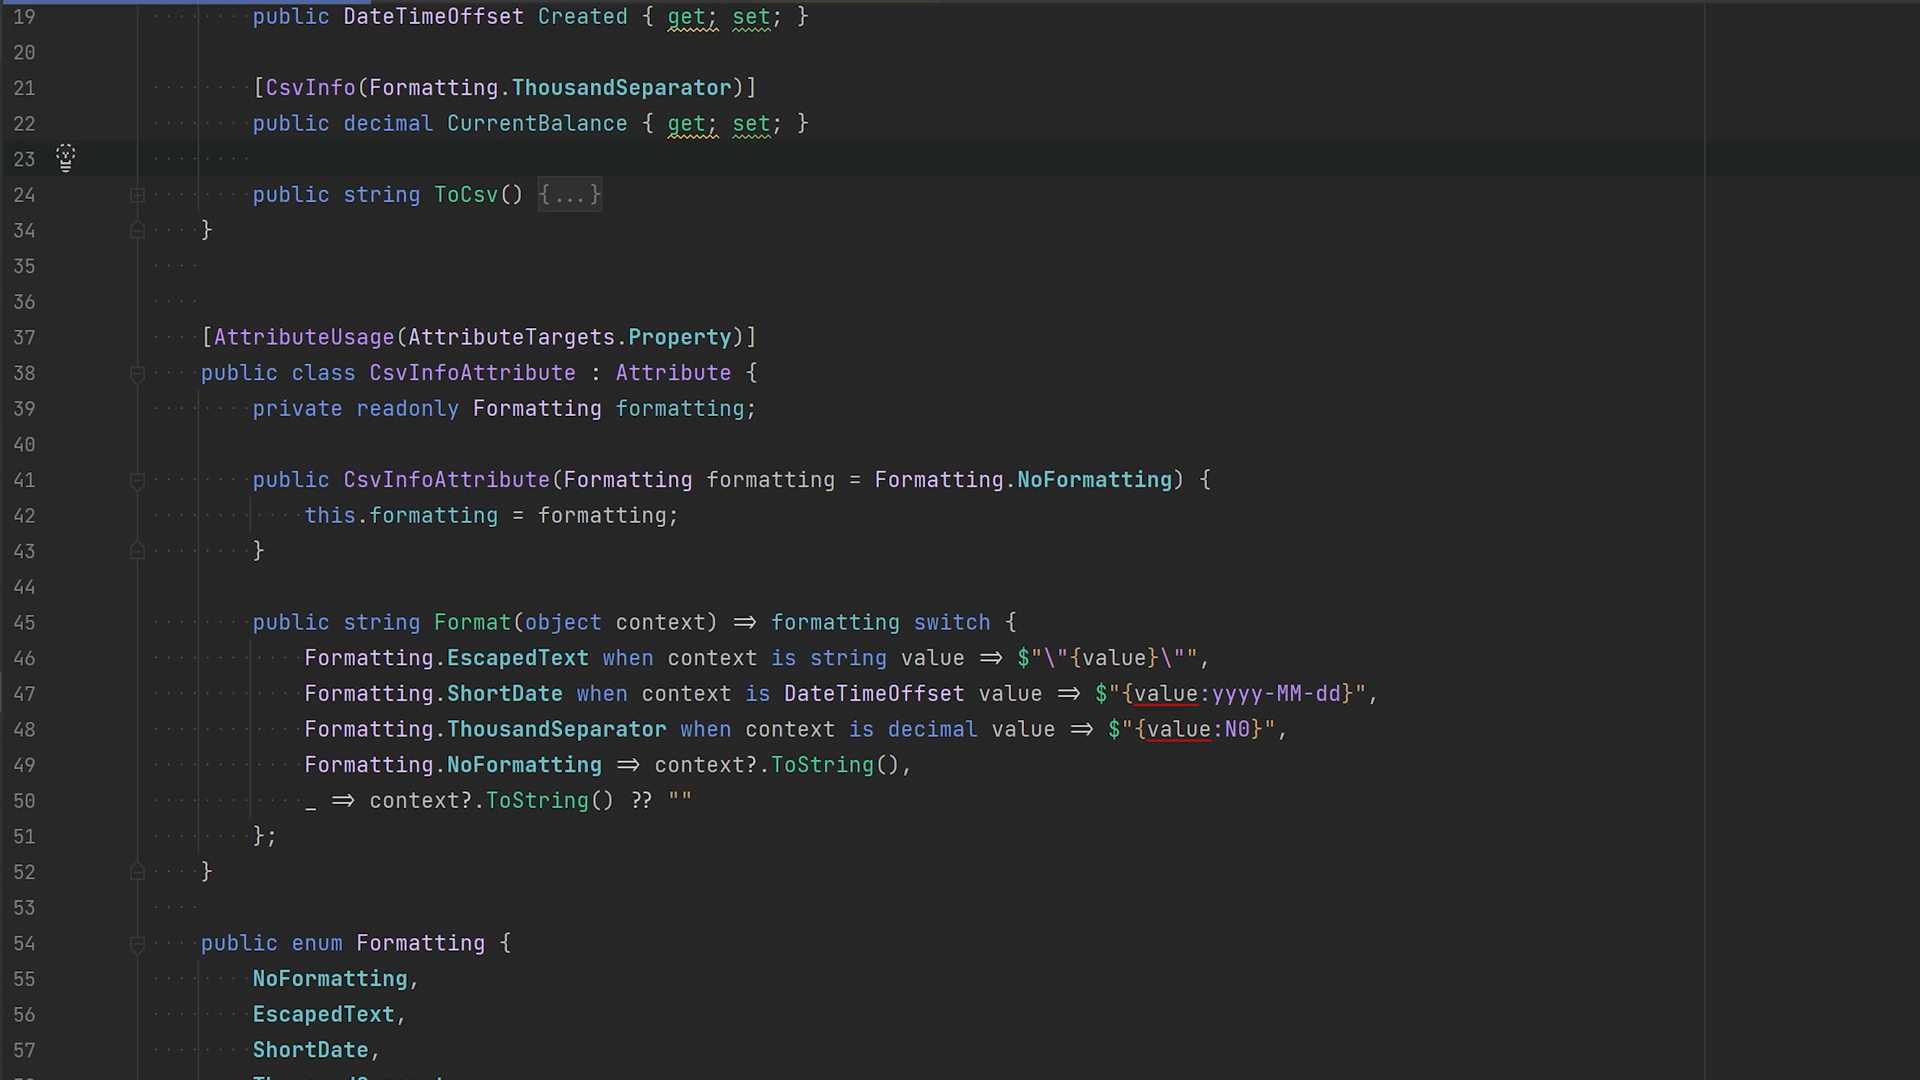 19 public DateTimeOffset Created { get; set; }
20
21 [CsvInfo(Formatting.ThousandSeparator)]
22 public decimal CurrentBalance { get; set; }
23
24 public string ToCsv() {...}
34 }
35
36
37 [AttributeUsage(AttributeTargets.Property)]
38 public class CsvInfoAttribute : Attribute {
39 private readonly Formatting formatting;
40
41 public CsvInfoAttribute(Formatting formatting = Formatting.NoFormatting) {
42 this.formatting = formatting;
43 }
44
45 public string Format(object context) => formatting switch {
46 Formatting.EscapedText when context is string value => $"\"{value}\"",
47 Formatting.ShortDate when context is DateTimeOffset value => $"{value:yyyy-MM-dd}",
48 Formatting.ThousandSeparator when context is decimal value => $"{value:N0}",
49 Formatting.NoFormatting => context?.ToString(),
50 _ => context?.ToString() ?? ""
51 };
52 }
53
54 public enum Formatting {
55 NoFormatting,
56 EscapedText,
57 ShortDate,